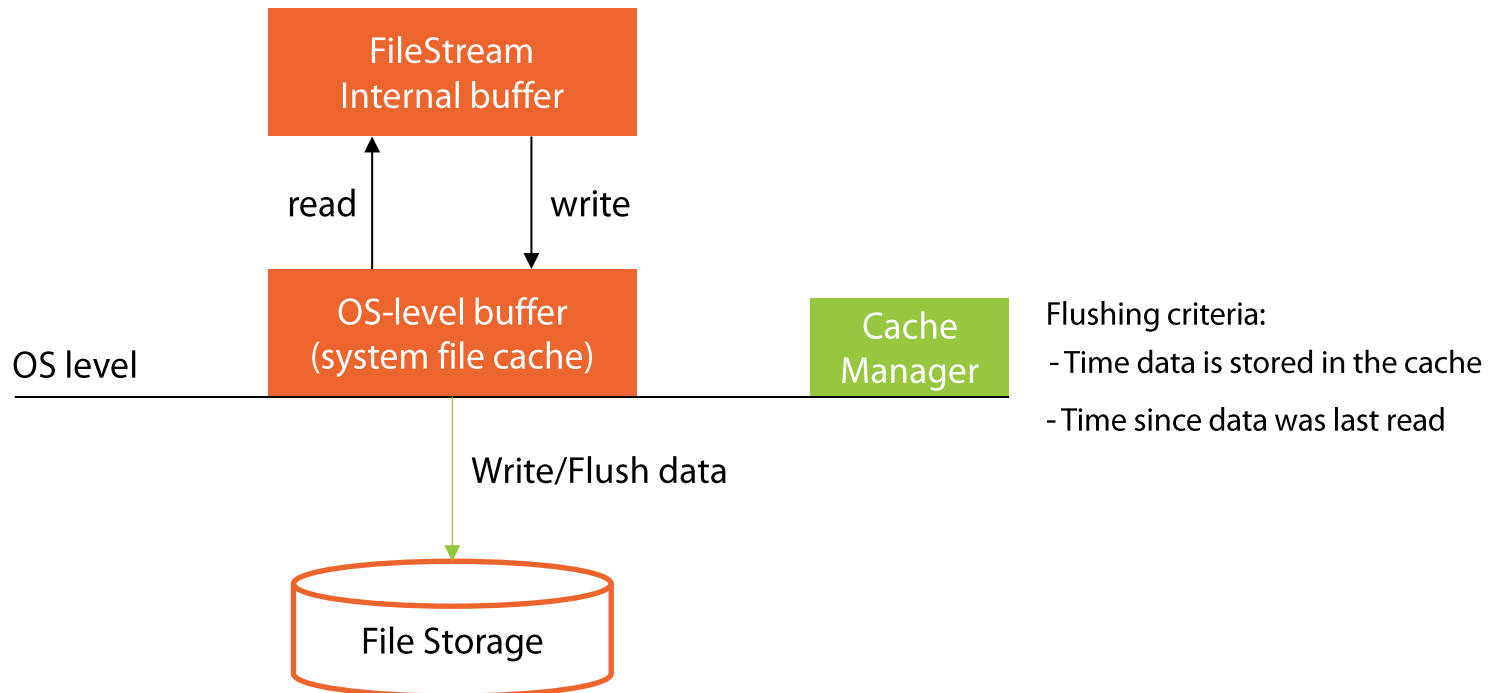 FileStream
Internal buffer
read
write
OS-level buffer
(system file cache)
OS level
Cache
Manager
Flushing criteria:
- Time data is stored in the cache
- Time since data was last read
Write/Flush data
File Storage